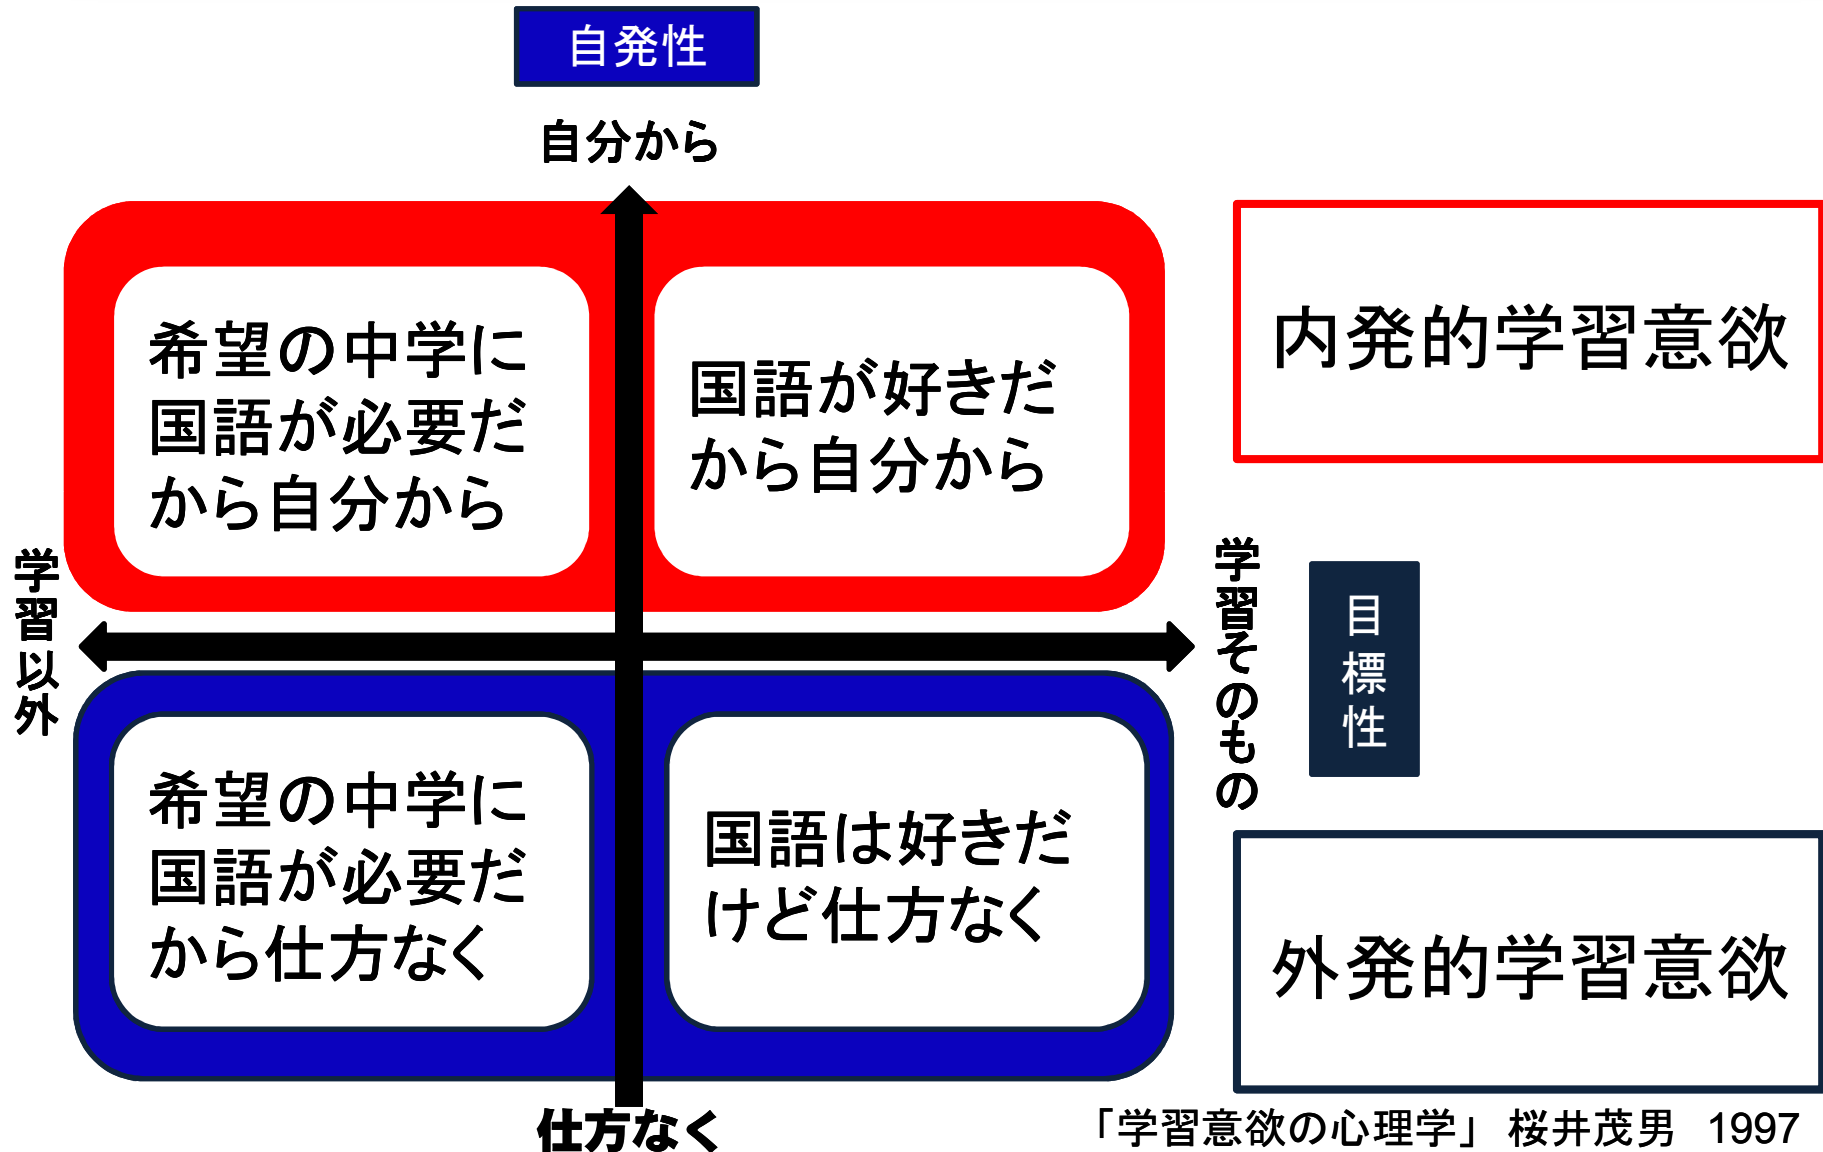 自発性
自分から
希望の中学に
国語が必要だ
から自分から
国語が好きだ
から自分から
内発的学習意欲
学習以外
学習そのもの
目標性
希望の中学に
国語が必要だ
から仕方なく
国語は好きだ
けど仕方なく
外発的学習意欲
仕方なく
「学習意欲の心理学」 桜井茂男 1997